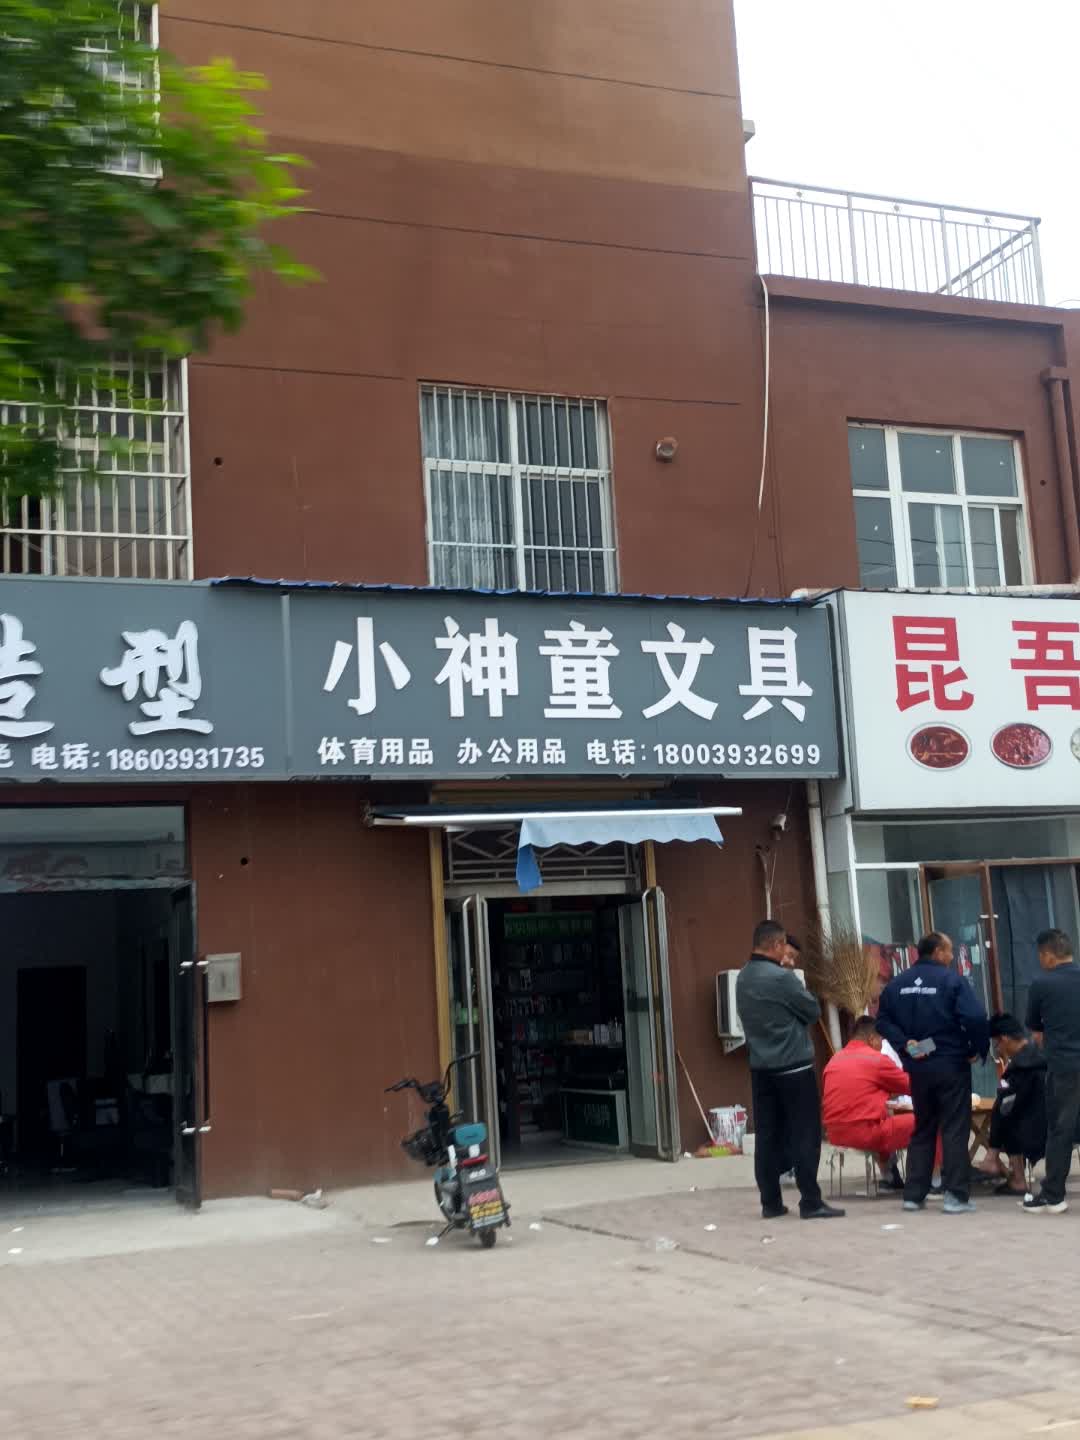 造型
色 电话:18603931735
小神童文具
体育用品 办公用品 电话:18003932699
昆吾